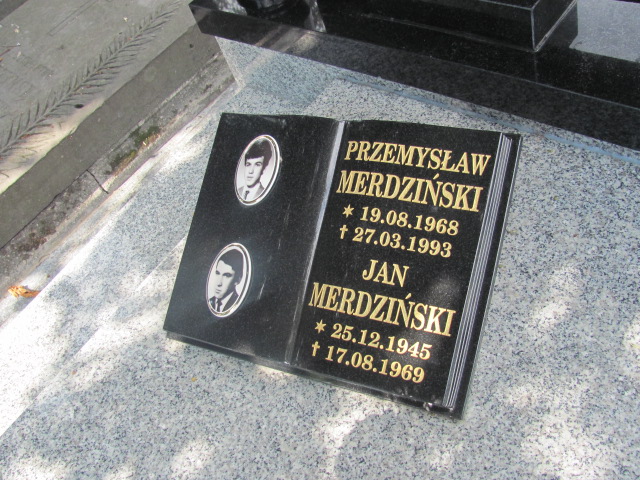 PRZEMYSŁAW
MERDZIŃSKI
* 19.08.1968
† 27.03.1993
JAN
MERDZIŃSKI
* 25.12.1945
† 17.08.1969